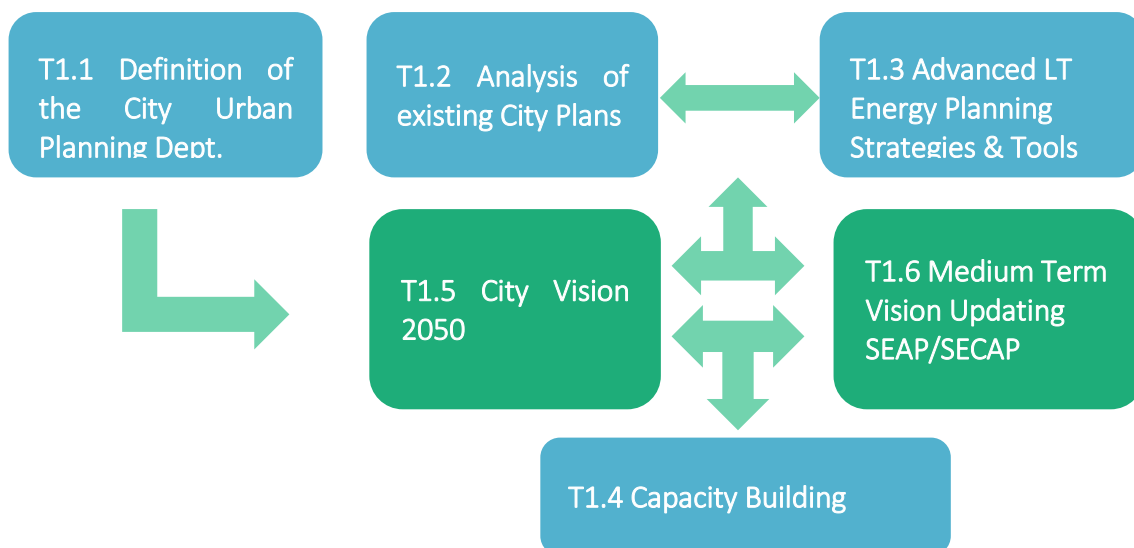 T1.1 Definition of
the City Urban
Planning Dept.
T1.2 Analysis of
existing City Plans
T1.3 Advanced LT
Energy Planning
Strategies & Tools
T1.5 City Vision
2050
T1.6 Medium Term
Vision Updating
SEAP/SECAP
T1.4 Capacity Building